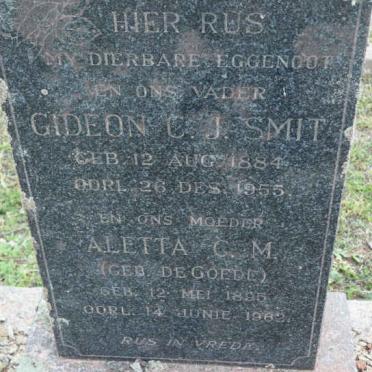 HIER RUS
MY DIERBARE EGGENOOT
EN ONS VADER
GIDEON C. J. SMIT
GEB. 12 AUG. 1884
OORL. 26 DES. 1955.
EN ONS MOEDER
ALETTA C. M.
(GEB. DE GOEDE)
GEB. 12 MEI 1895
OORL. 14 JUNIE 1962.
RUS IN VREDE.